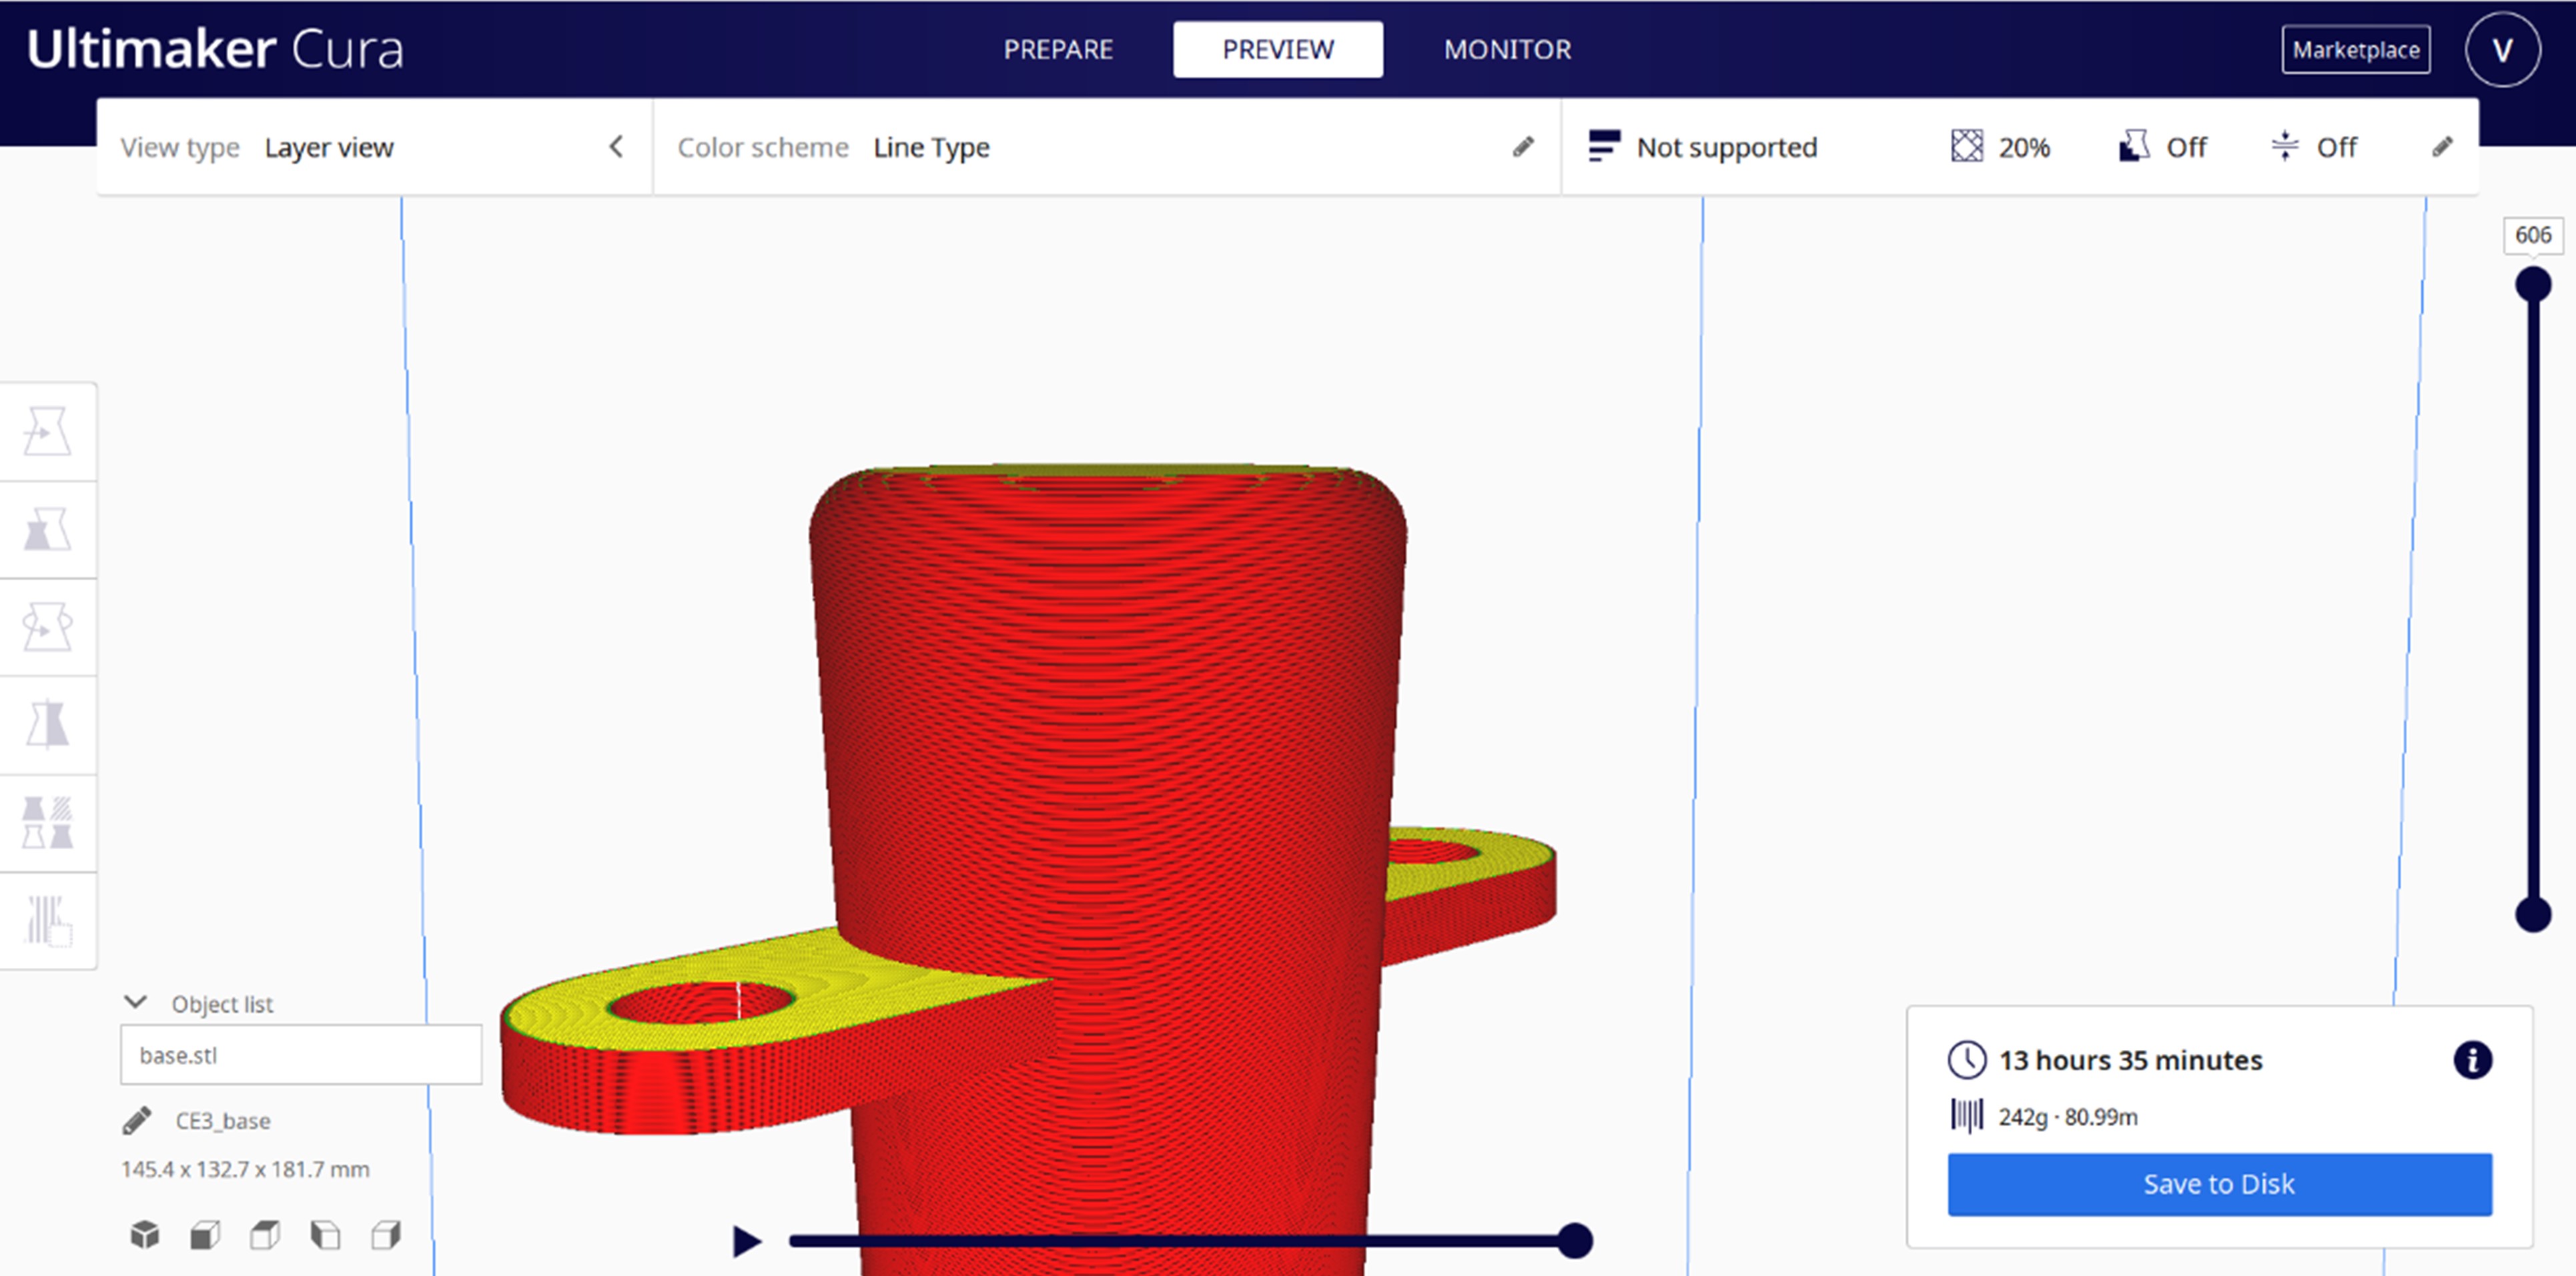 Ultimaker Cura
PREPARE
PREVIEW
MONITOR
Marketplace
V
View type Layer view
Color scheme Line Type
Not supported
20%
Off
Off
606
Object list
base.stl
CE3_base
145.4 x 132.7 x 181.7 mm
13 hours 35 minutes
i
242g · 80.99m
Save to Disk